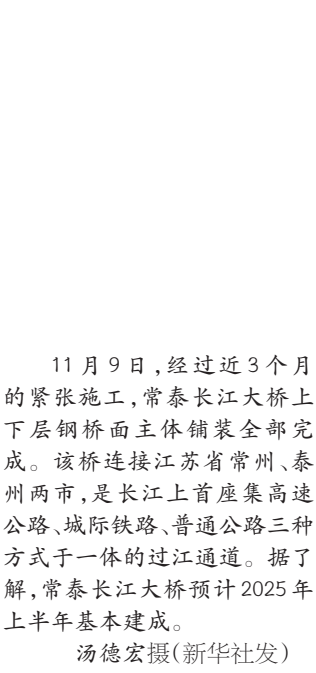 11月9日，经过近3个月
的紧张施工，常泰长江大桥上
下层钢桥面主体铺装全部完
成。该桥连接江苏省常州、泰
州两市，是长江上首座集高速
公路、城际铁路、普通公路三种
方式于一体的过江通道。据了
解，常泰长江大桥预计2025年
上半年基本建成。
汤德宏摄（新华社发）